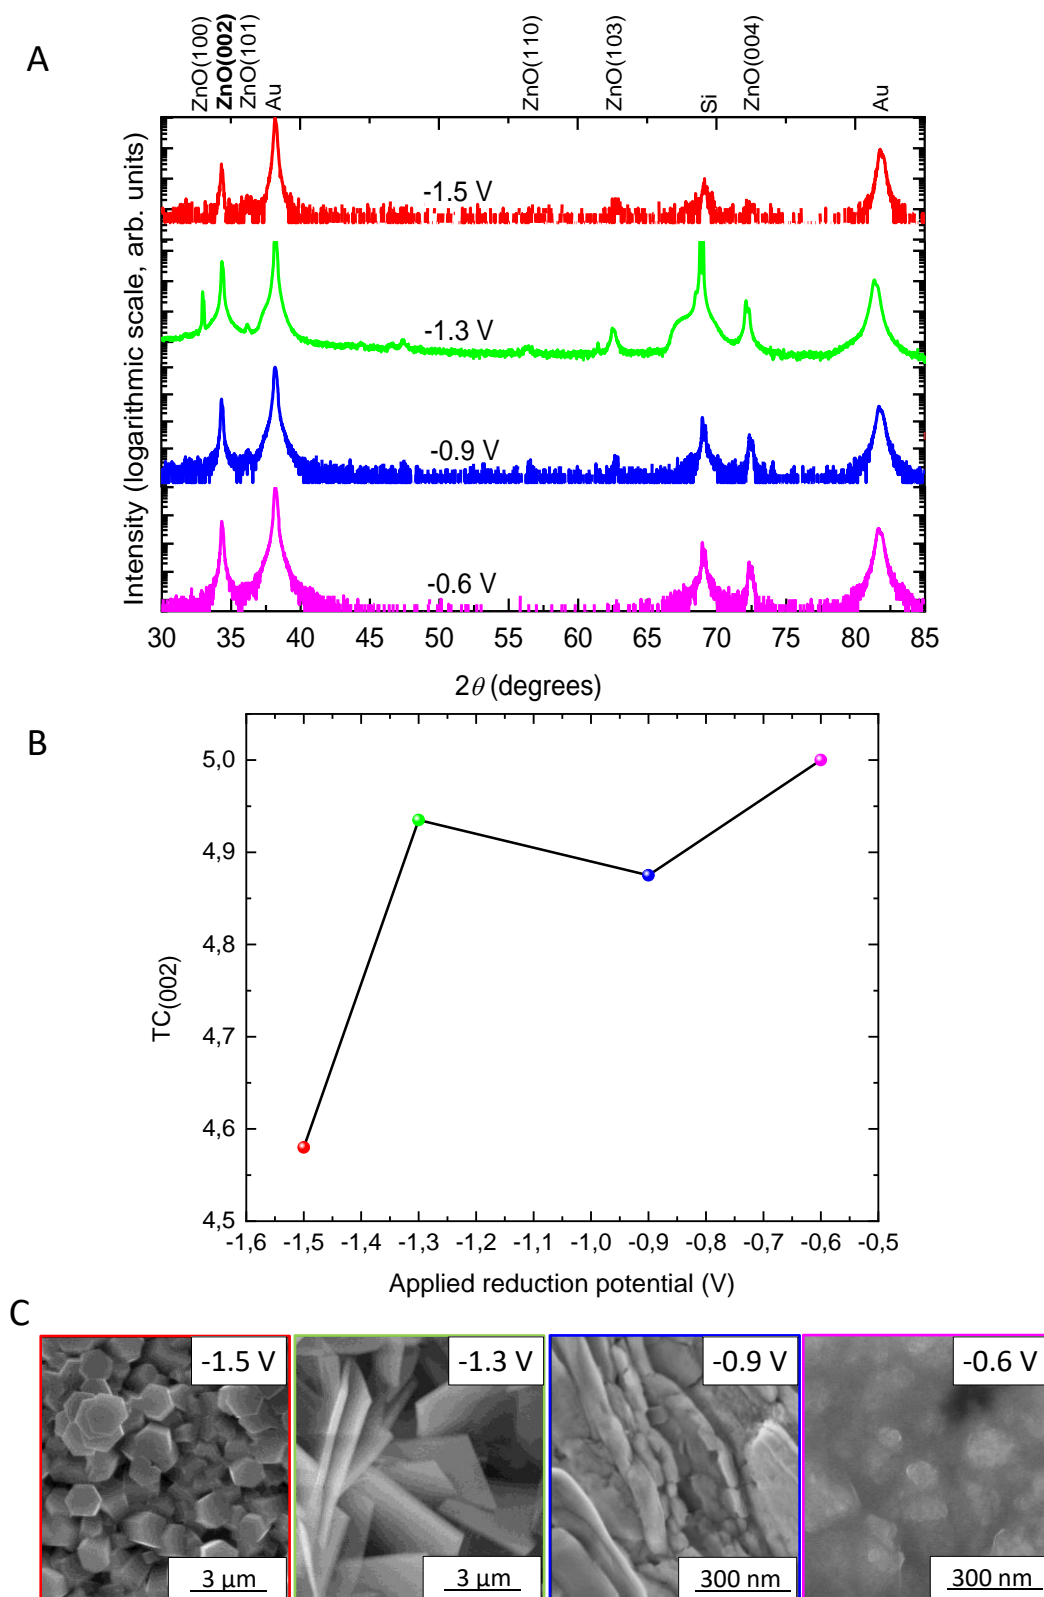 A
ZnO(100)
ZnO(002)
ZnO(101)
Au
ZnO(110)
ZnO(103)
Si
ZnO(004)
Au
Intensity (logarithmic scale, arb. units)
-1.5 V
-1.3 V
-0.9 V
-0.6 V
30 35 40 45 50 55 60 65 70 75 80 85
2θ (degrees)
B
TC(002)
5,0
4,9
4,8
4,7
4,6
4,5
-1,6 -1,5 -1,4 -1,3 -1,2 -1,1 -1,0 -0,9 -0,8 -0,7 -0,6 -0,5
Applied reduction potential (V)
C
-1.5 V
3 µm
-1.3 V
3 µm
-0.9 V
300 nm
-0.6 V
300 nm